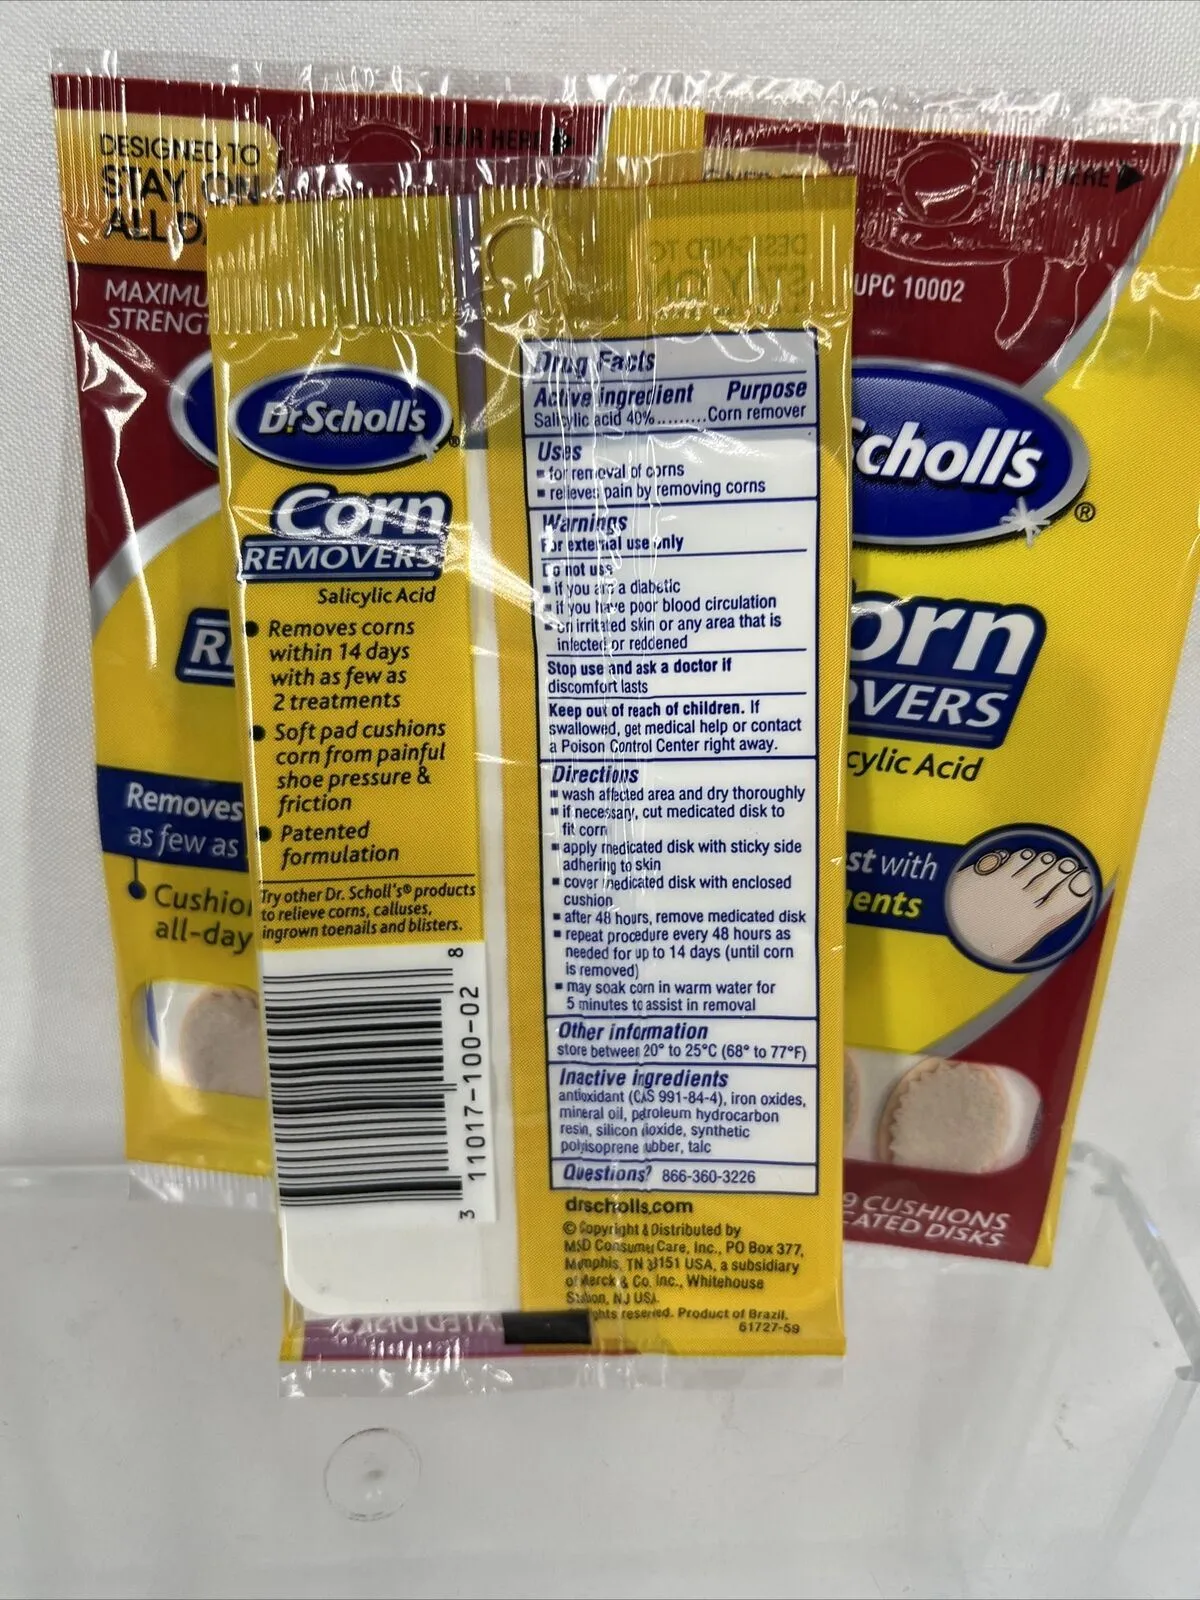 DESIGNED TO
STAY ON
ALL
TEAR HERE
MAXIMU
STRENGT
R
Removes
as few as
Cushion
all-day
Dr Scholl's®
Corn
REMOVERS
Salicylic Acid
• Removes corns
within 14 days
with as few as
2 treatments
• Soft pad cushions
corn from painful
shoe pressure &
friction
• Patented
formulation
Try other Dr. Scholl's® products
to relieve corns, calluses,
ingrown toenails and blisters.
3 11017-100-02 8
DESIGNED TO
STAY ON
Drug Facts
Active ingredient Purpose
Salicylic acid 40%.........Corn remover
Uses
▪ for removal of corns
▪ relieves pain by removing corns
Warnings
For external use only
Do not use
▪ if you are a diabetic
▪ if you have poor blood circulation
▪ on irritated skin or any area that is
infected or reddened
Stop use and ask a doctor if
discomfort lasts
Keep out of reach of children. If
swallowed, get medical help or contact
a Poison Control Center right away.
Directions
▪ wash affected area and dry thoroughly
▪ if necessary, cut medicated disk to
fit corn
▪ apply medicated disk with sticky side
adhering to skin
▪ cover medicated disk with enclosed
cushion
▪ after 48 hours, remove medicated disk
▪ repeat procedure every 48 hours as
needed for up to 14 days (until corn
is removed)
▪ may soak corn in warm water for
5 minutes to assist in removal
Other information
store between 20° to 25°C (68° to 77°F)
Inactive ingredients
antioxidant (CAS 991-84-4), iron oxides,
mineral oil, petroleum hydrocarbon
resin, silicon dioxide, synthetic
polyisoprene rubber, talc
Questions? 866-360-3226
drscholls.com
© Copyright & Distributed by
MSD Consumer Care, Inc., PO Box 377,
Memphis, TN 38151 USA, a subsidiary
of Merck & Co. Inc., Whitehouse
Station, NJ USA.
rights reserved. Product of Brazil.
61727-59
ATED DISKS
TEAR HERE
UPC 10002
Scholl's®
orn
OVERS
cylic Acid
st with
ments
9 CUSHIONS
CATED DISKS